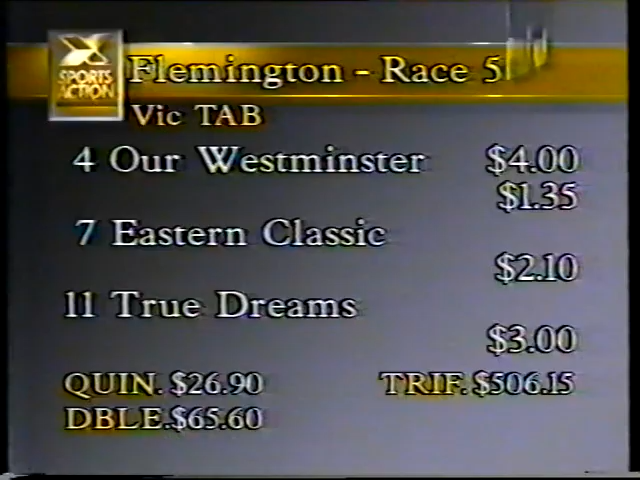 SPORTS
ACTION
Flemington - Race 5
Vic TAB
4 Our Westminster $4.00
$1.35
7 Eastern Classic
$2.10
11 True Dreams
$3.00
QUIN. $26.90 TRIF. $506.15
DBLE. $65.60